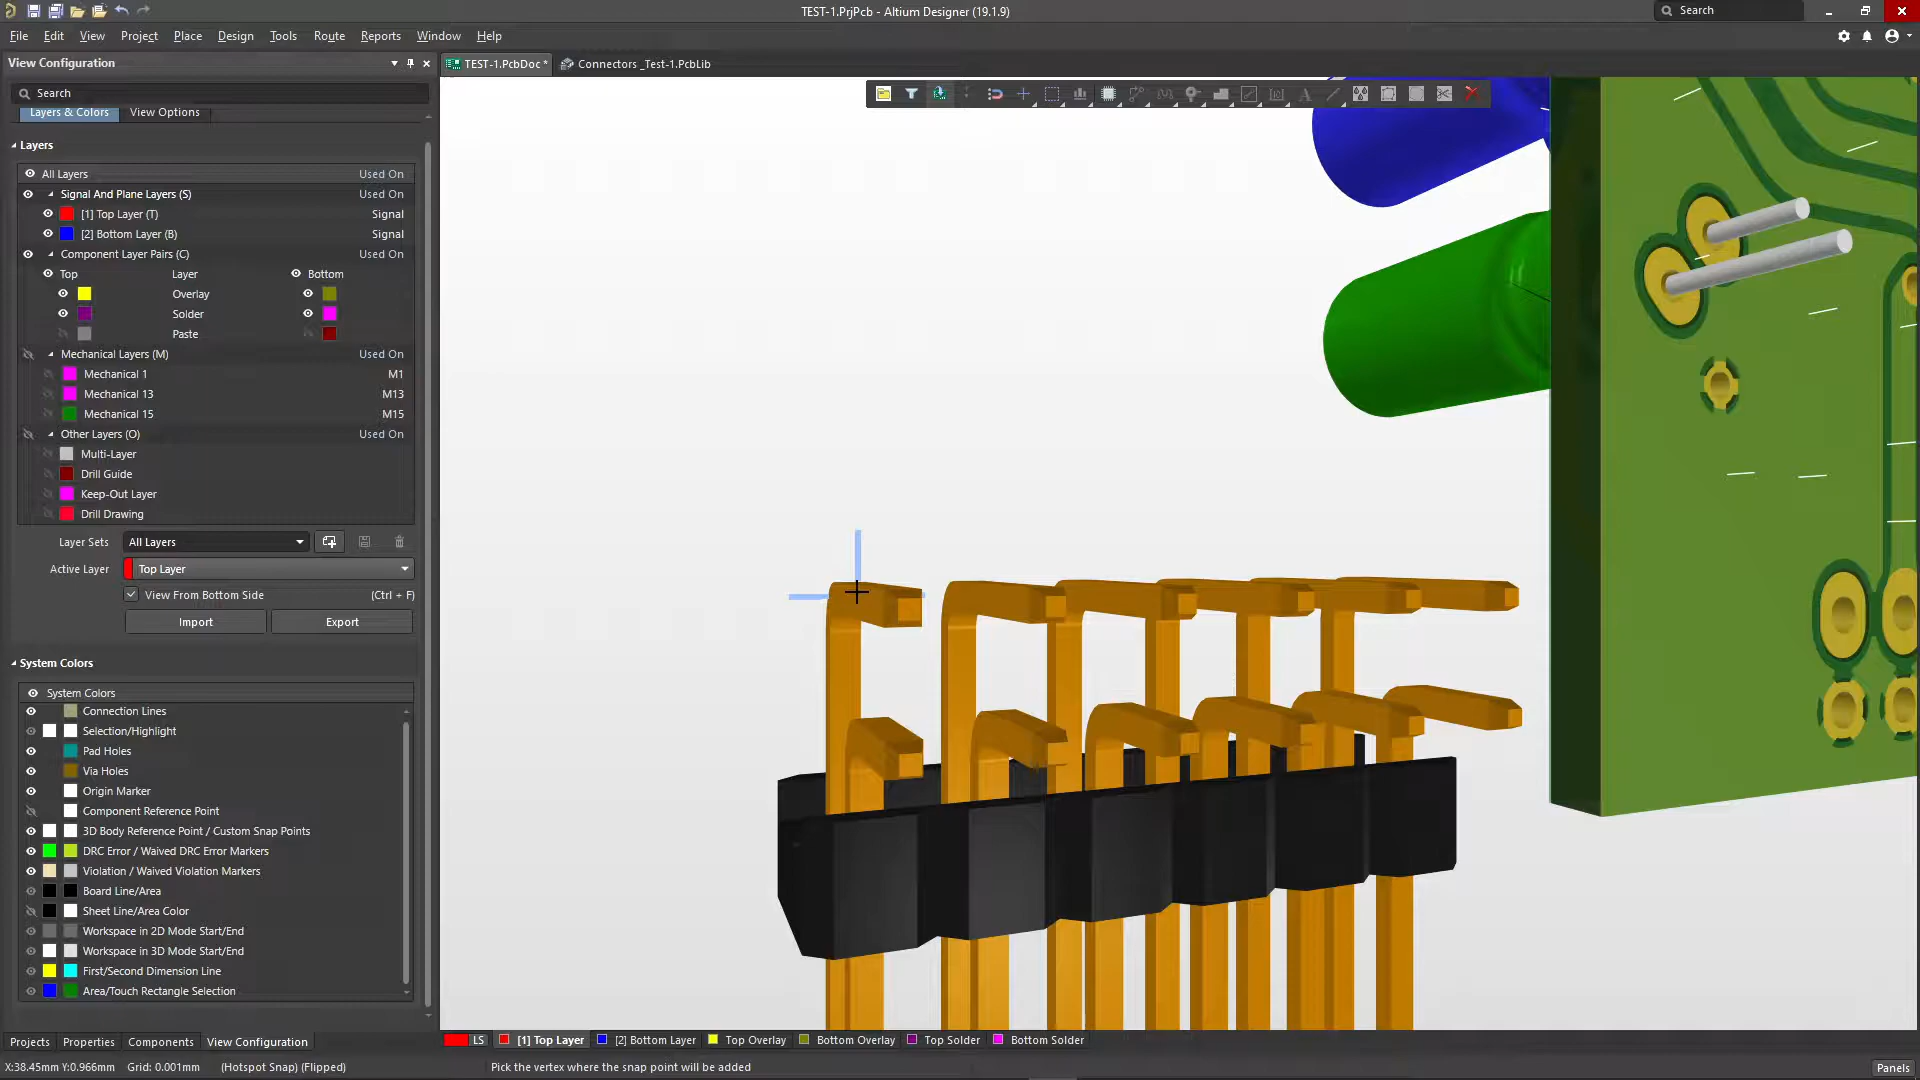 TEST-1.PrjPcb - Altium Designer (19.1.9)
Search
File Edit View Project Place Design Tools Route Reports Window Help
View Configuration
TEST-1.PcbDoc *
Connectors _Test-1.PcbLib
Search
Layers & Colors View Options
Layers
All Layers Used On
Signal And Plane Layers (S) Used On
[1] Top Layer (T) Signal
[2] Bottom Layer (B) Signal
Component Layer Pairs (C) Used On
Top Layer Bottom
Overlay
Solder
Paste
Mechanical Layers (M) Used On
Mechanical 1 M1
Mechanical 13 M13
Mechanical 15 M15
Other Layers (O) Used On
Multi-Layer
Drill Guide
Keep-Out Layer
Drill Drawing
Layer Sets All Layers
Active Layer Top Layer
View From Bottom Side (Ctrl + F)
Import Export
System Colors
System Colors
Connection Lines
Selection/Highlight
Pad Holes
Via Holes
Origin Marker
Component Reference Point
3D Body Reference Point / Custom Snap Points
DRC Error / Waived DRC Error Markers
Violation / Waived Violation Markers
Board Line/Area
Sheet Line/Area Color
Workspace in 2D Mode Start/End
Workspace in 3D Mode Start/End
First/Second Dimension Line
Area/Touch Rectangle Selection
LS [1] Top Layer [2] Bottom Layer Top Overlay Bottom Overlay Top Solder Bottom Solder
Projects Properties Components View Configuration
X:38.45mm Y:0.966mm Grid: 0.001mm (Hotspot Snap) (Flipped) Pick the vertex where the snap point will be added Panels